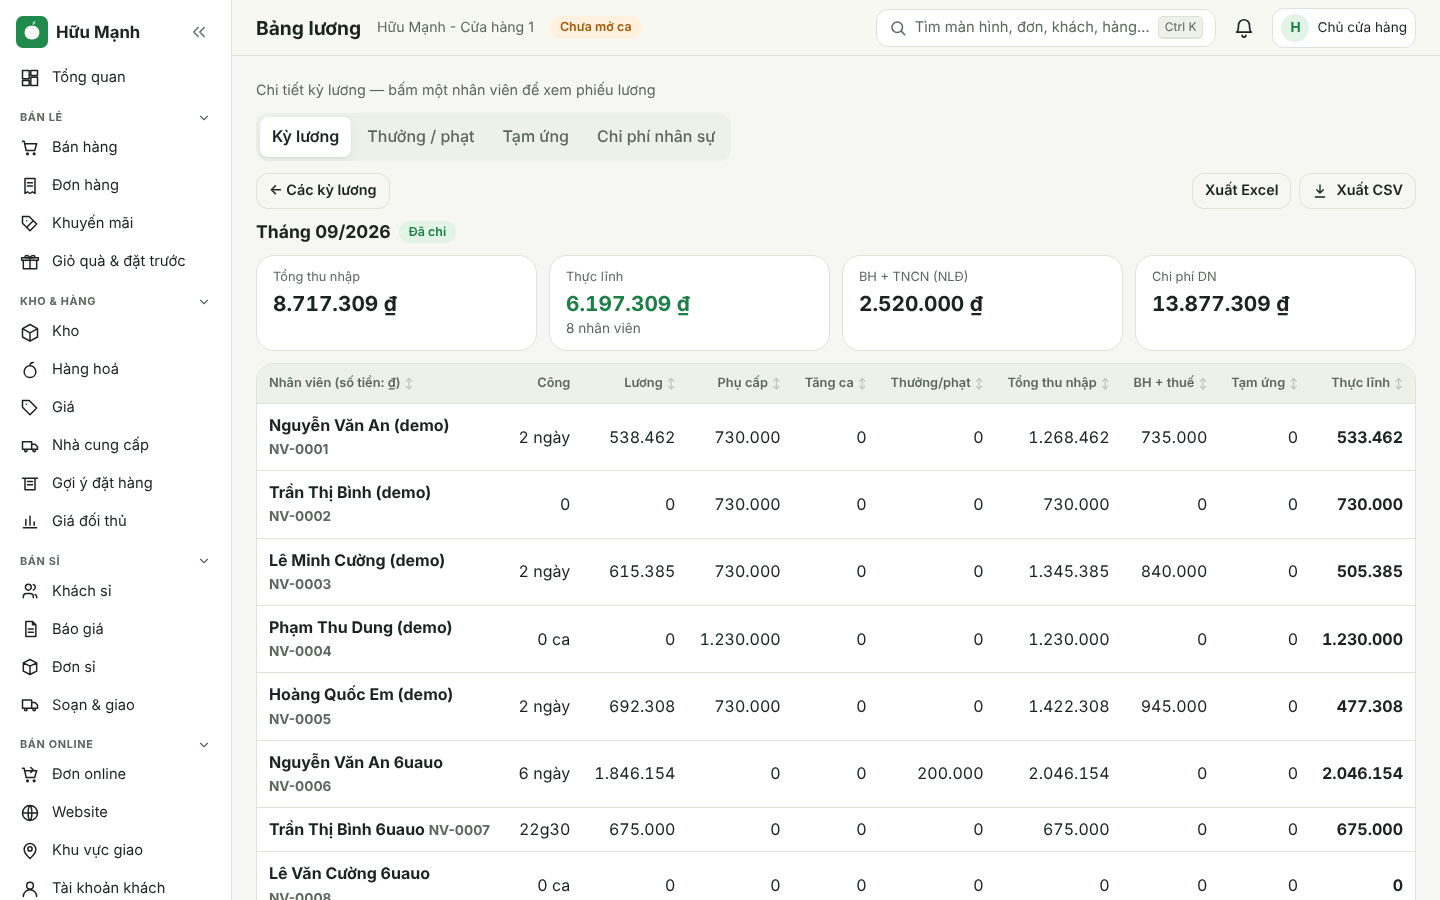 Hữu Mạnh
Tổng quan
BÁN LẺ
Bán hàng
Đơn hàng
Khuyến mãi
Giỏ quà & đặt trước
KHO & HÀNG
Kho
Hàng hoá
Giá
Nhà cung cấp
Gợi ý đặt hàng
Giá đối thủ
BÁN SỈ
Khách sỉ
Báo giá
Đơn sỉ
Soạn & giao
BÁN ONLINE
Đơn online
Website
Khu vực giao
Tài khoản khách
Bảng lương Hữu Mạnh - Cửa hàng 1 Chưa mở ca Tìm màn hình, đơn, khách, hàng... Ctrl K H Chủ cửa hàng
Chi tiết kỳ lương — bấm một nhân viên để xem phiếu lương
Kỳ lương Thưởng / phạt Tạm ứng Chi phí nhân sự
← Các kỳ lương Xuất Excel Xuất CSV
Tháng 09/2026 Đã chi
Tổng thu nhập
8.717.309 ₫
Thực lĩnh
6.197.309 ₫
8 nhân viên
BH + TNCN (NLĐ)
2.520.000 ₫
Chi phí DN
13.877.309 ₫
Nhân viên (số tiền: ₫) Công Lương Phụ cấp Tăng ca Thưởng/phạt Tổng thu nhập BH + thuế Tạm ứng Thực lĩnh
Nguyễn Văn An (demo)
NV-0001
2 ngày 538.462 730.000 0 0 1.268.462 735.000 0 533.462
Trần Thị Bình (demo)
NV-0002
0 0 730.000 0 0 730.000 0 0 730.000
Lê Minh Cường (demo)
NV-0003
2 ngày 615.385 730.000 0 0 1.345.385 840.000 0 505.385
Phạm Thu Dung (demo)
NV-0004
0 ca 0 1.230.000 0 0 1.230.000 0 0 1.230.000
Hoàng Quốc Em (demo)
NV-0005
2 ngày 692.308 730.000 0 0 1.422.308 945.000 0 477.308
Nguyễn Văn An 6uauo
NV-0006
6 ngày 1.846.154 0 0 200.000 2.046.154 0 0 2.046.154
Trần Thị Bình 6uauo NV-0007 22g30 675.000 0 0 0 675.000 0 0 675.000
Lê Văn Cường 6uauo
NV-0008
0 ca 0 0 0 0 0 0 0 0